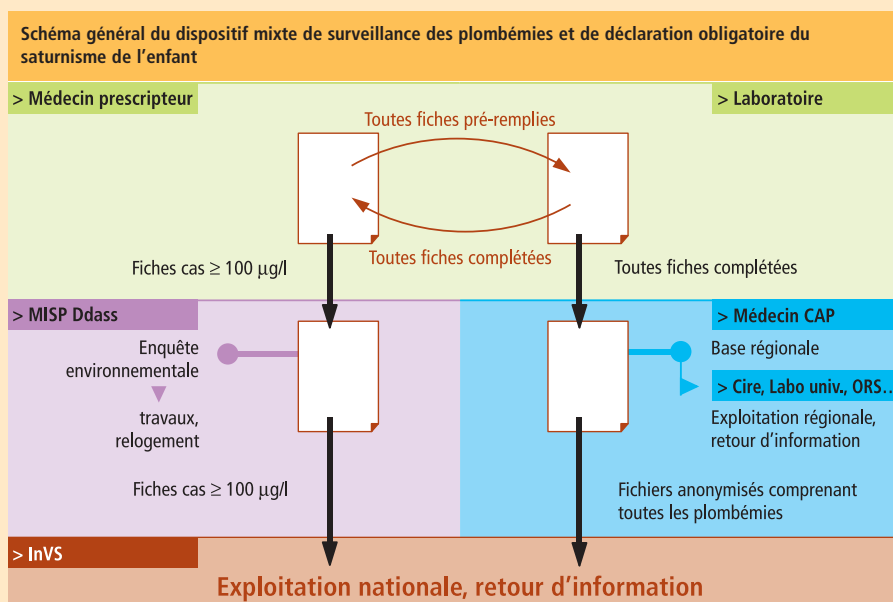 Schéma général du dispositif mixte de surveillance des plombémies et de déclaration obligatoire du
saturnisme de l'enfant
> Médecin prescripteur
> Laboratoire
Toutes fiches pré-remplies
Toutes fiches complétées
Fiches cas ≥ 100 µg/l
Toutes fiches complétées
> MISP Ddass
Enquête
environnementale
travaux,
relogement
Fiches cas ≥ 100 µg/l
> Médecin CAP
Base régionale
> Cire, Labo univ., ORS...
Exploitation régionale,
retour d'information
Fichiers anonymisés comprenant
toutes les plombémies
> InVS
Exploitation nationale, retour d'information